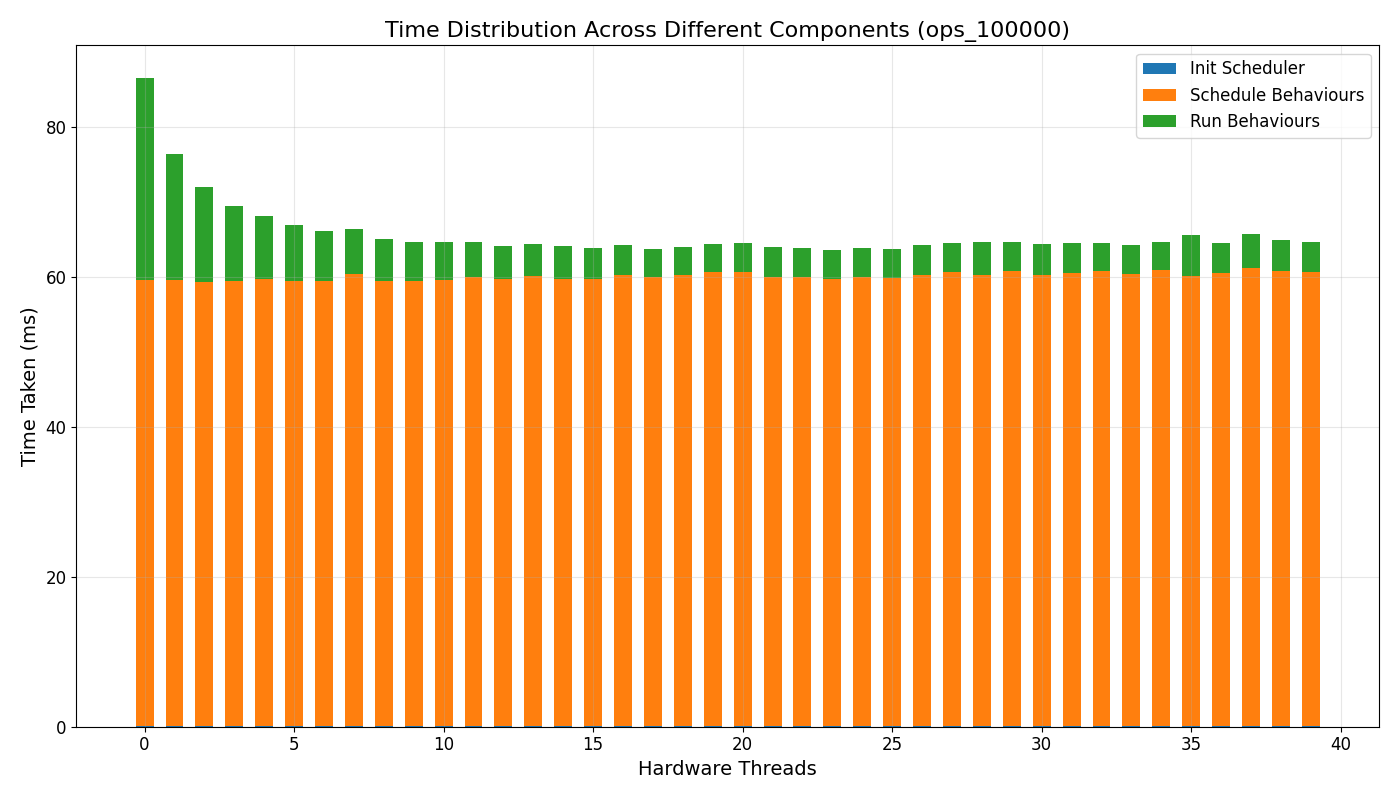 Time Distribution Across Different Components (ops_100000)
Init Scheduler
Schedule Behaviours
Run Behaviours
Time Taken (ms)
80
60
40
20
0
0 5 10 15 20 25 30 35 40
Hardware Threads